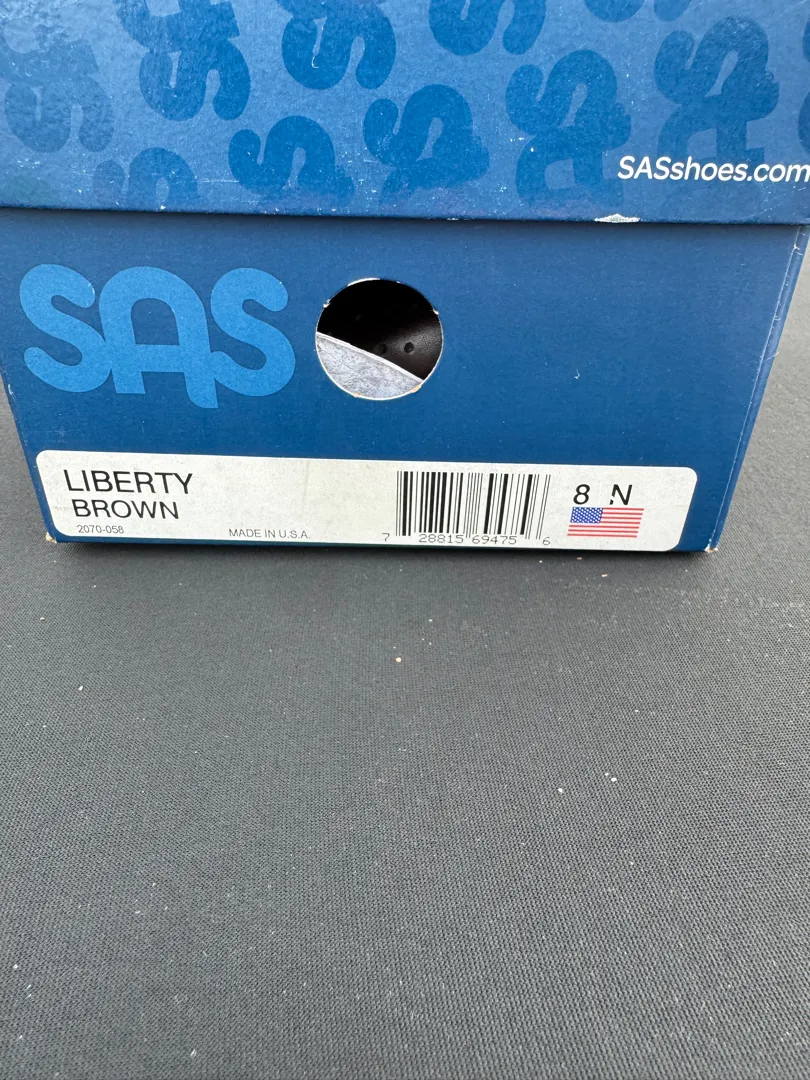 SASshoes.com
SAS
LIBERTY
BROWN
2070-058
MADE IN U.S.A.
7 28815 69475 6
8 N